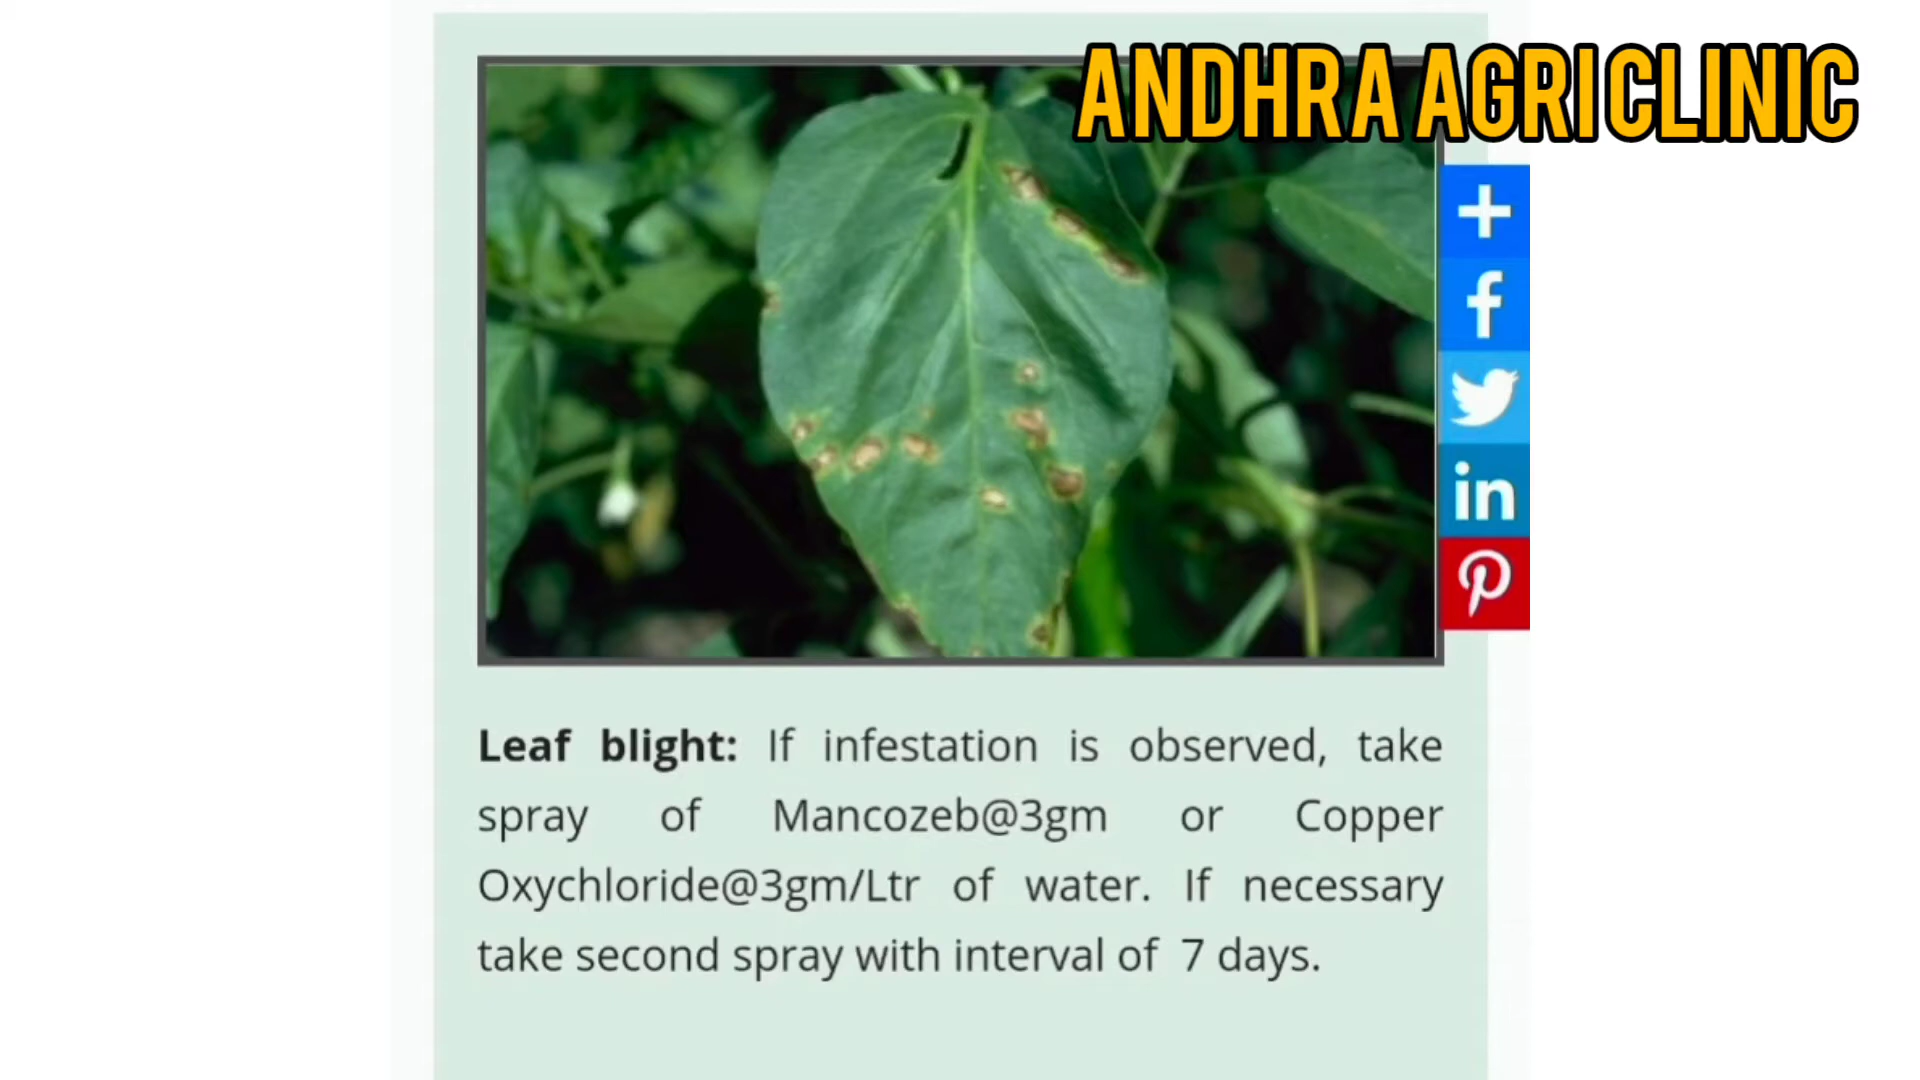 ANDHRA AGRICLINIC
Leaf blight: If infestation is observed, take
spray of Mancozeb@3gm or Copper
Oxychloride@3gm/Ltr of water. If necessary
take second spray with interval of 7 days.